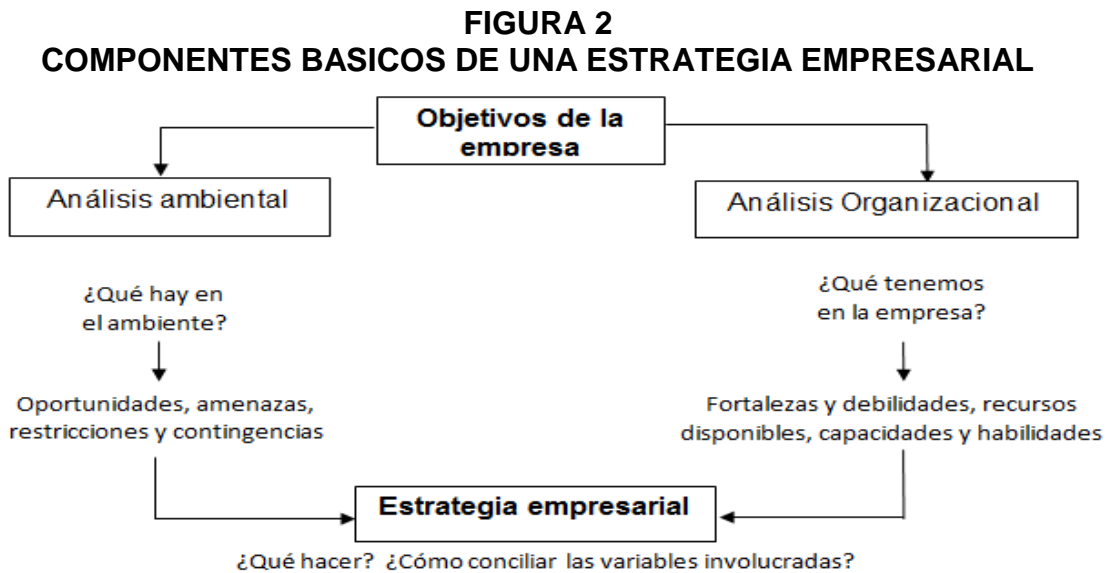 FIGURA 2
COMPONENTES BASICOS DE UNA ESTRATEGIA EMPRESARIAL
Objetivos de la
empresa
Análisis ambiental
Análisis Organizacional
¿Qué hay en
el ambiente?
¿Qué tenemos
en la empresa?
Oportunidades, amenazas,
restricciones y contingencias
Fortalezas y debilidades, recursos
disponibles, capacidades y habilidades
Estrategia empresarial
¿Qué hacer? ¿Cómo conciliar las variables involucradas?